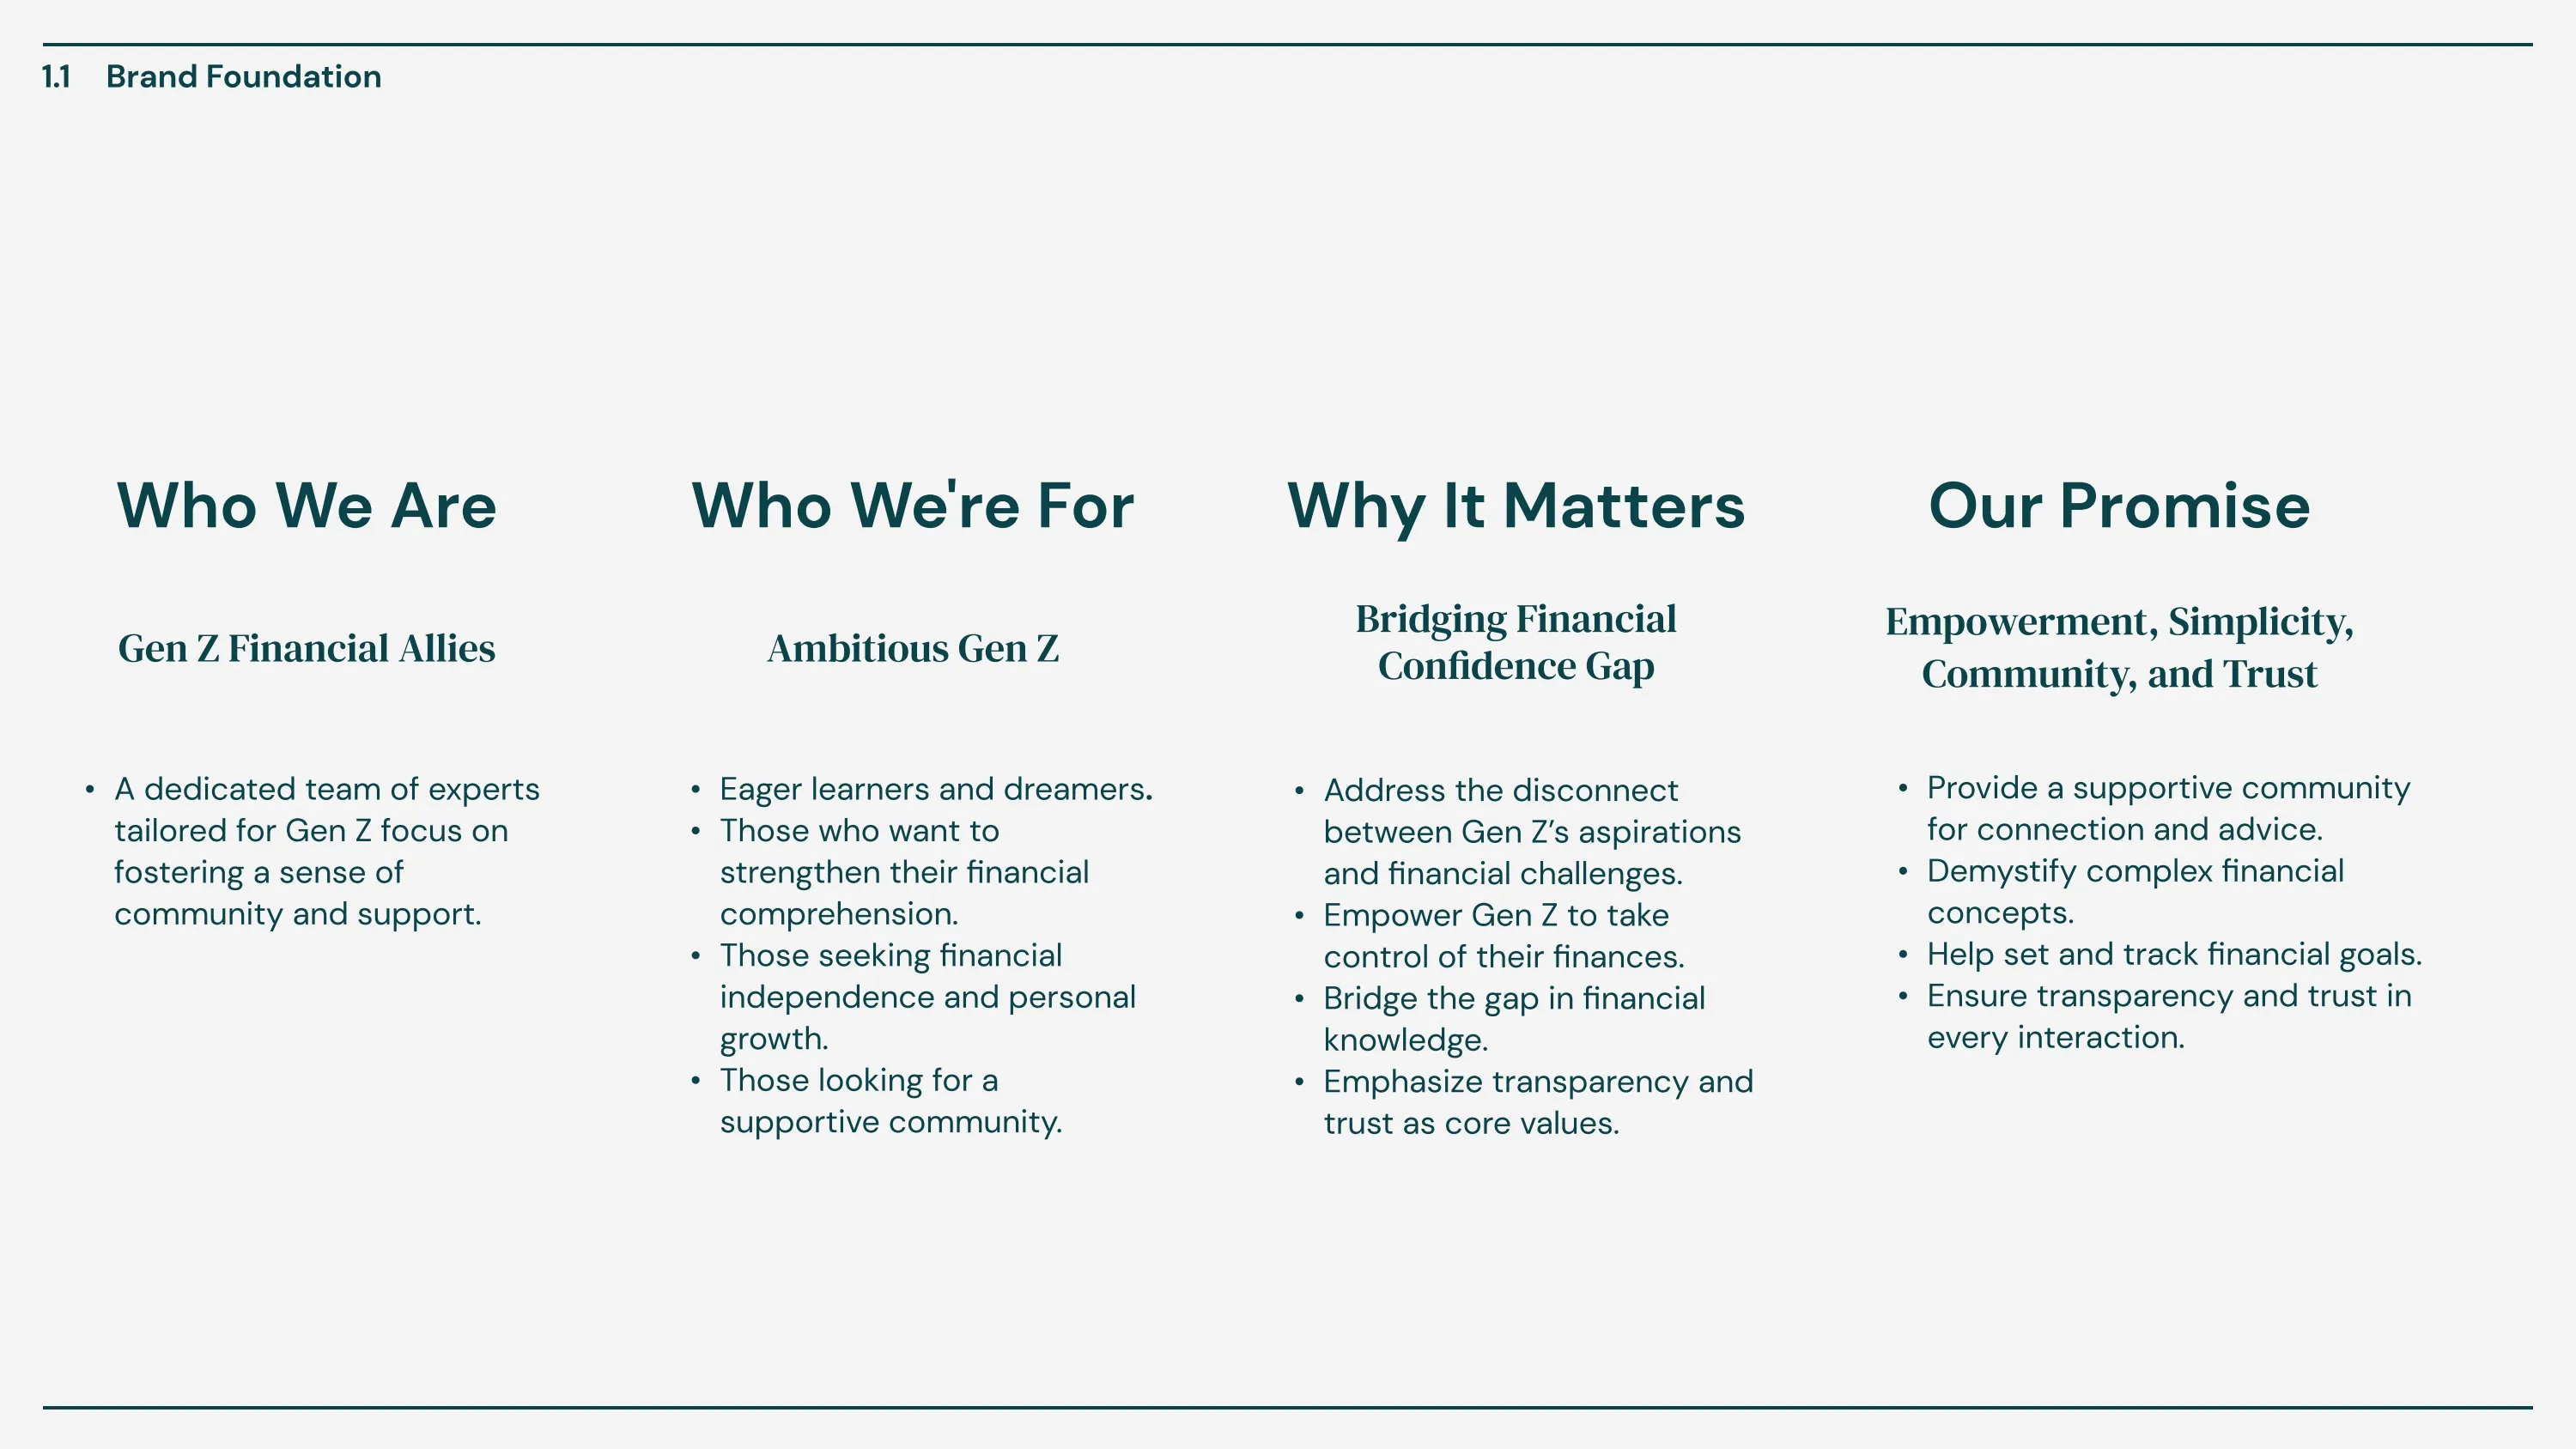 1.1 Brand Foundation
Who We Are
Gen Z Financial Allies
• A dedicated team of experts
tailored for Gen Z focus on
fostering a sense of
community and support.
Who We're For
Ambitious Gen Z
• Eager learners and dreamers.
• Those who want to
strengthen their financial
comprehension.
• Those seeking financial
independence and personal
growth.
• Those looking for a
supportive community.
Why It Matters
Bridging Financial
Confidence Gap
• Address the disconnect
between Gen Z’s aspirations
and financial challenges.
• Empower Gen Z to take
control of their finances.
• Bridge the gap in financial
knowledge.
• Emphasize transparency and
trust as core values.
Our Promise
Empowerment, Simplicity,
Community, and Trust
• Provide a supportive community
for connection and advice.
• Demystify complex financial
concepts.
• Help set and track financial goals.
• Ensure transparency and trust in
every interaction.